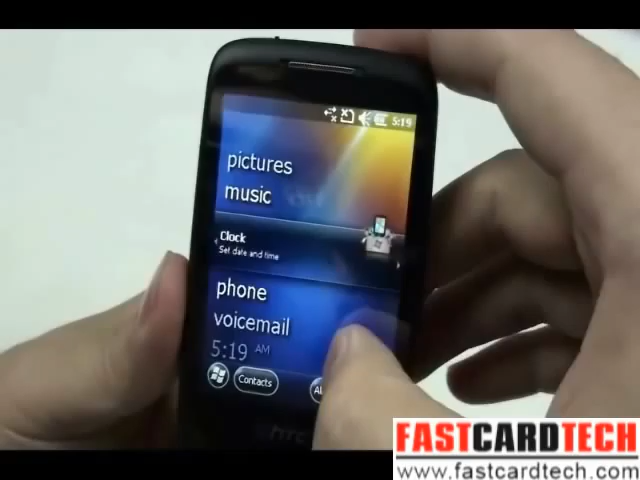 5:19
pictures
music
Clock
Set date and time
phone
voicemail
5:19 AM
Contacts
hTC
FASTCARDTECH
www.fastcardtech.com